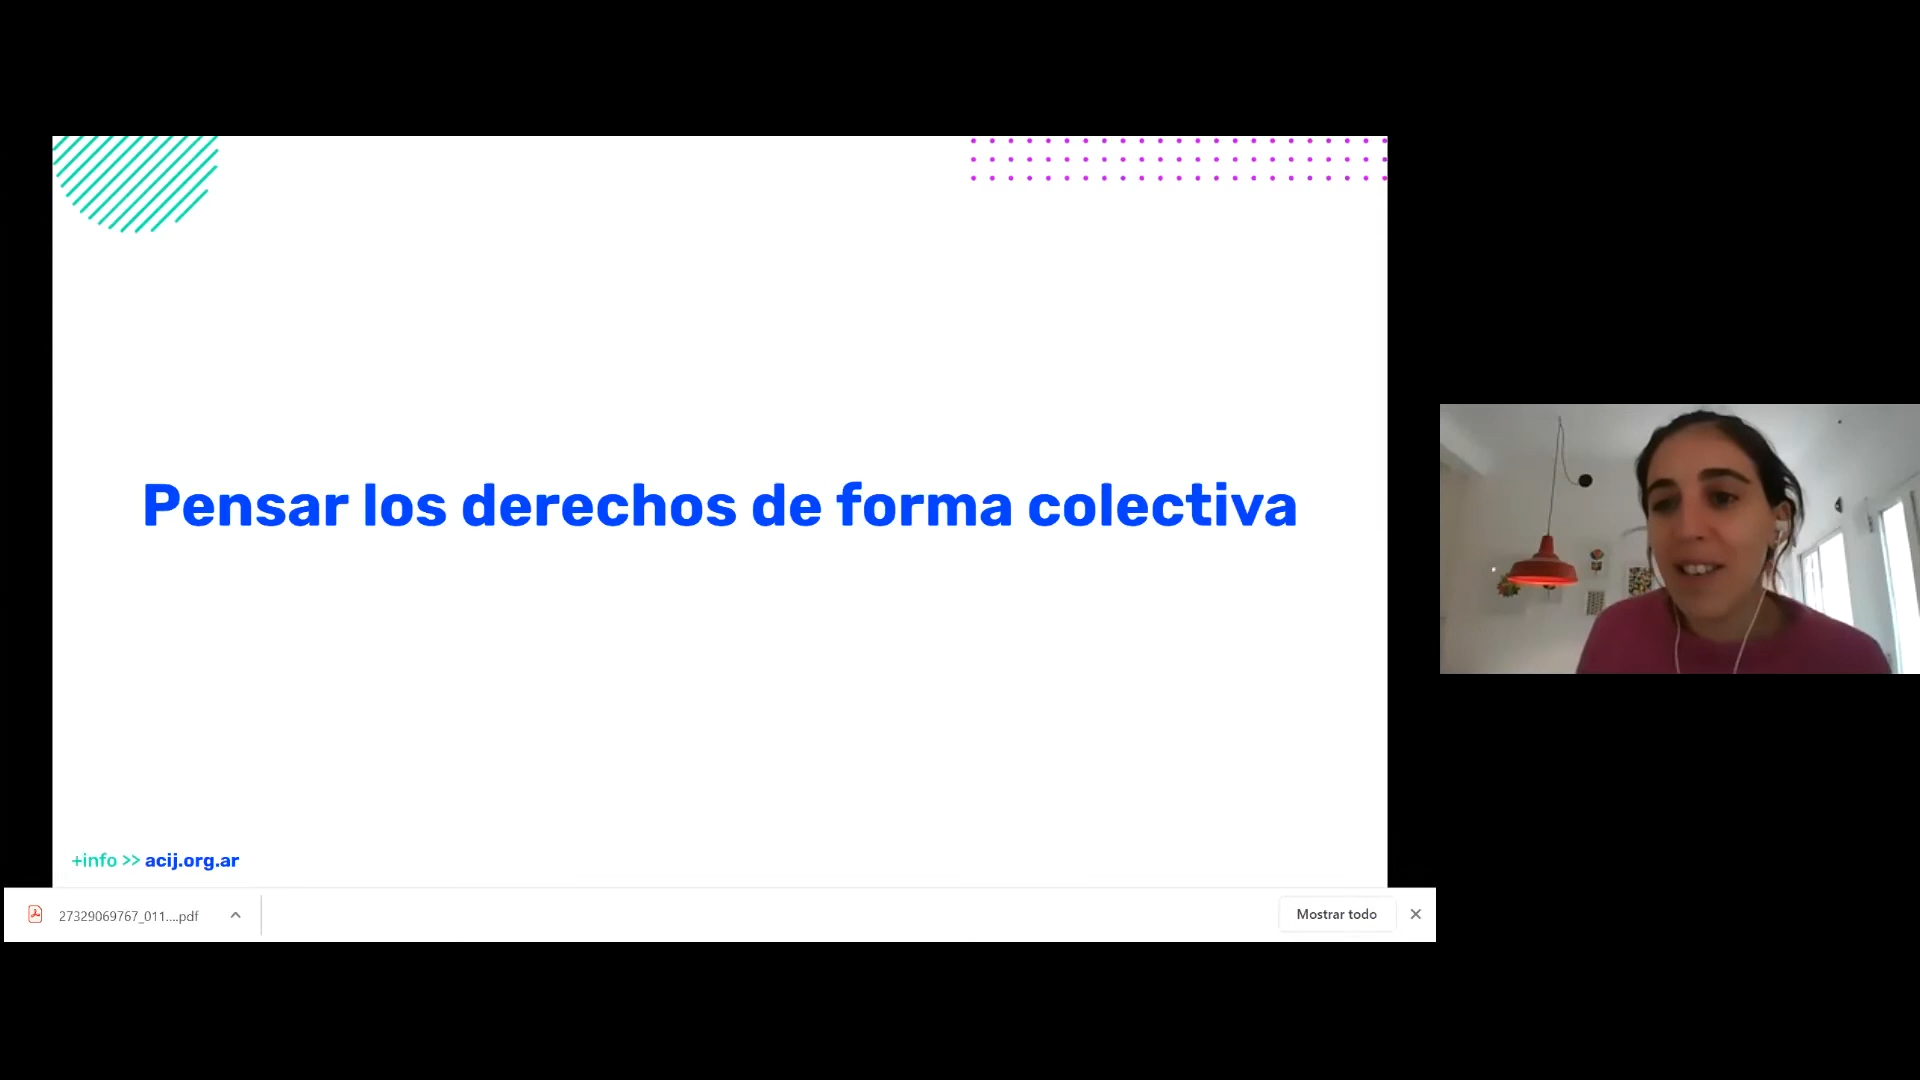 Pensar los derechos de forma colectiva
+info >> acij.org.ar
27329069767_011....pdf
Mostrar todo